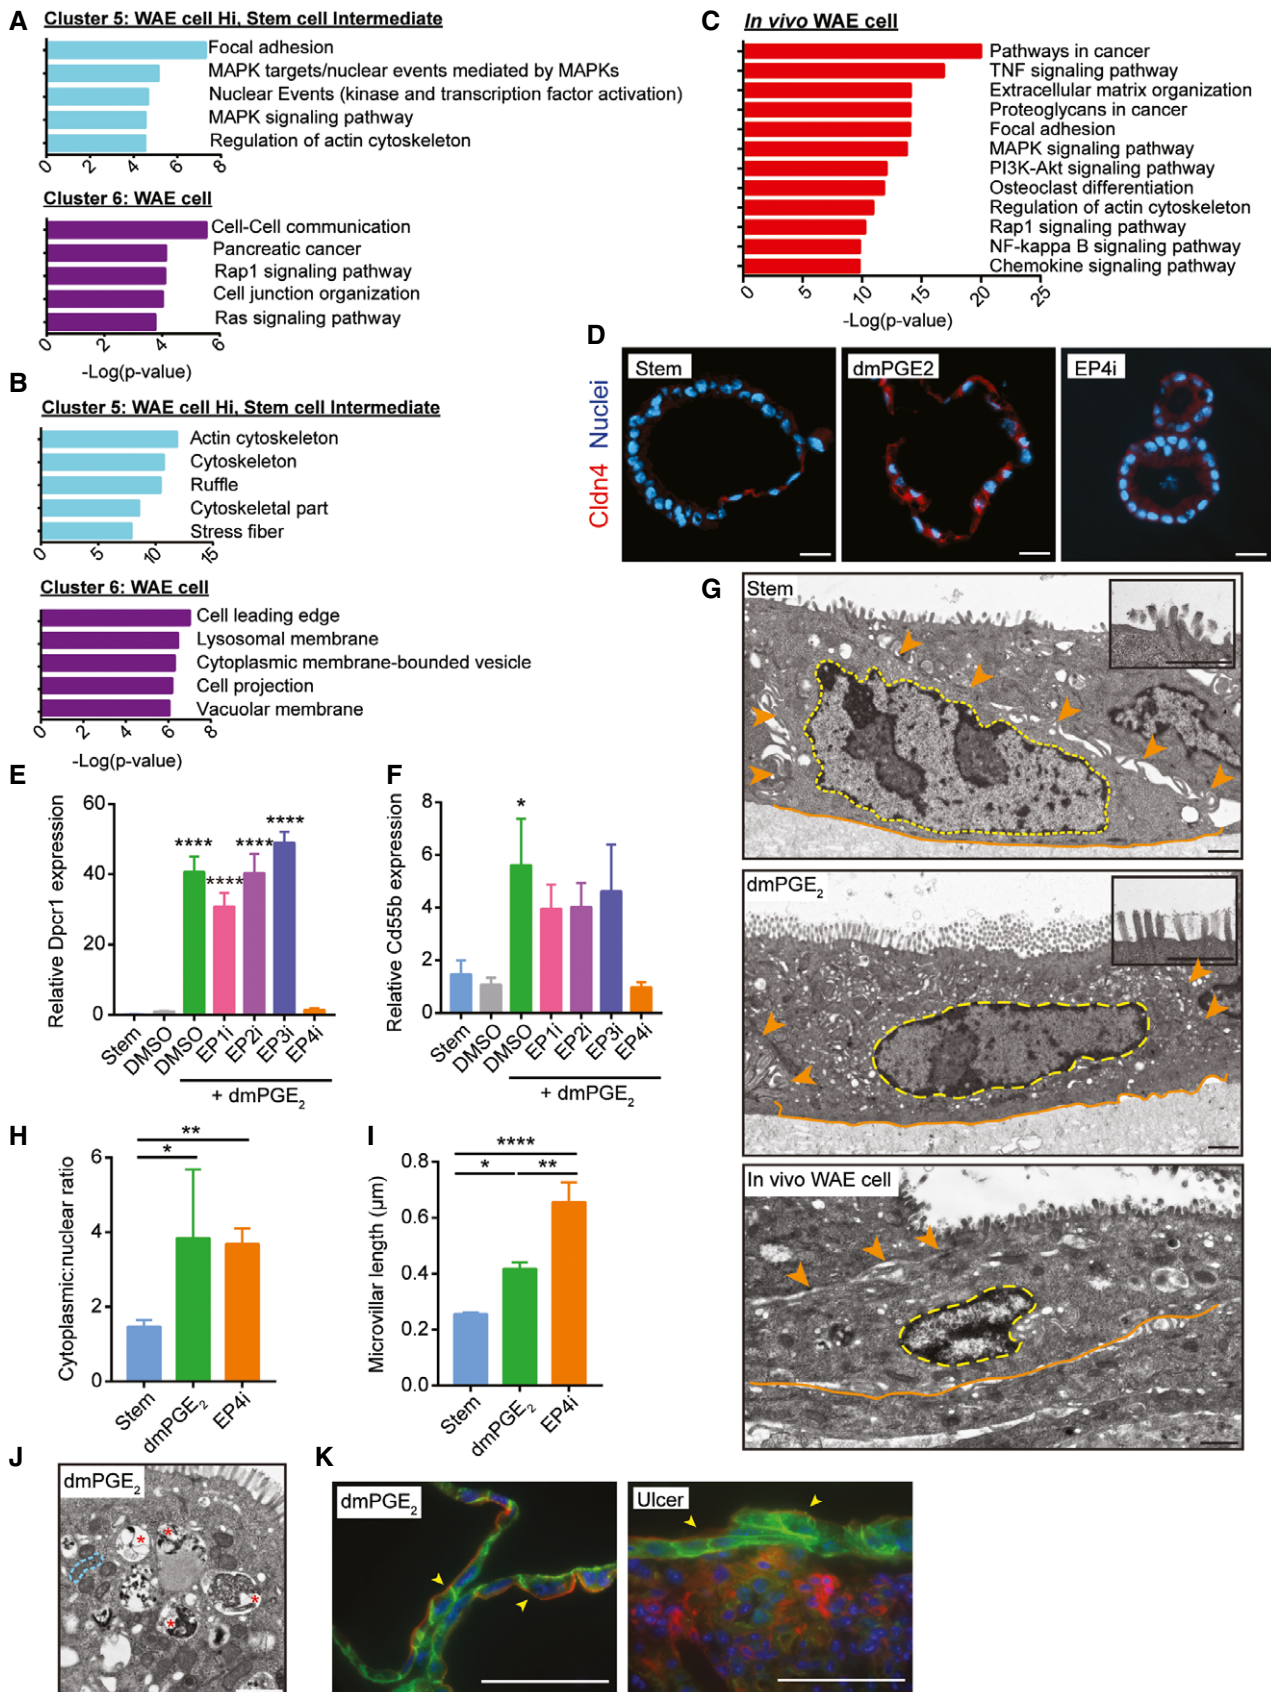 A
Cluster 5: WAE cell Hi, Stem cell Intermediate
Focal adhesion
MAPK targets/nuclear events mediated by MAPKs
Nuclear Events (kinase and transcription factor activation)
MAPK signaling pathway
Regulation of actin cytoskeleton
0 2 4 6 8
Cluster 6: WAE cell
Cell-Cell communication
Pancreatic cancer
Rap1 signaling pathway
Cell junction organization
Ras signaling pathway
0 2 4 6
-Log(p-value)
B
Cluster 5: WAE cell Hi, Stem cell Intermediate
Actin cytoskeleton
Cytoskeleton
Ruffle
Cytoskeletal part
Stress fiber
0 5 10 15
Cluster 6: WAE cell
Cell leading edge
Lysosomal membrane
Cytoplasmic membrane-bounded vesicle
Cell projection
Vacuolar membrane
0 2 4 6 8
-Log(p-value)
C
In vivo WAE cell
Pathways in cancer
TNF signaling pathway
Extracellular matrix organization
Proteoglycans in cancer
Focal adhesion
MAPK signaling pathway
PI3K-Akt signaling pathway
Osteoclast differentiation
Regulation of actin cytoskeleton
Rap1 signaling pathway
NF-kappa B signaling pathway
Chemokine signaling pathway
0 5 10 15 20 25
-Log(p-value)
D
Cldn4 Nuclei
Stem
dmPGE2
EP4i
E
Relative Dpcr1 expression
60
40
20
0
****
****
****
****
Stem
DMSO
DMSO
EP1i
EP2i
EP3i
EP4i
+ dmPGE₂
F
Relative Cd55b expression
8
6
4
2
0
*
Stem
DMSO
DMSO
EP1i
EP2i
EP3i
EP4i
+ dmPGE₂
G
Stem
dmPGE₂
In vivo WAE cell
H
Cytoplasmic:nuclear ratio
6
4
2
0
**
*
Stem
dmPGE₂
EP4i
I
Microvillar length (µm)
0.8
0.6
0.4
0.2
0.0
****
* **
Stem
dmPGE₂
EP4i
J
dmPGE₂
*
*
*
*
K
dmPGE₂
Ulcer